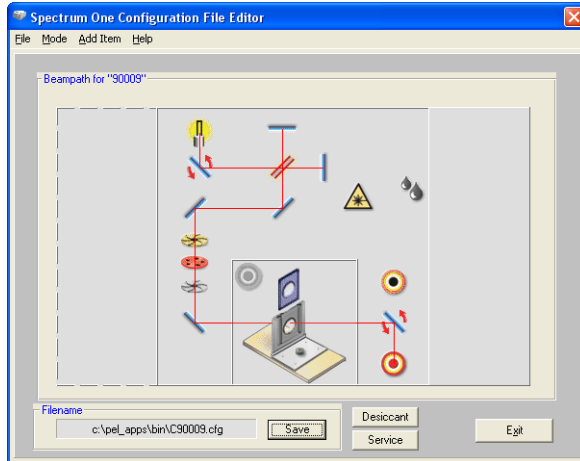 Spectrum One Configuration File Editor
File Mode Add Item Help
Beampath for "90009"
Filename
c:\pel_apps\bin\C90009.cfg
Save
Desiccant
Service
Exit